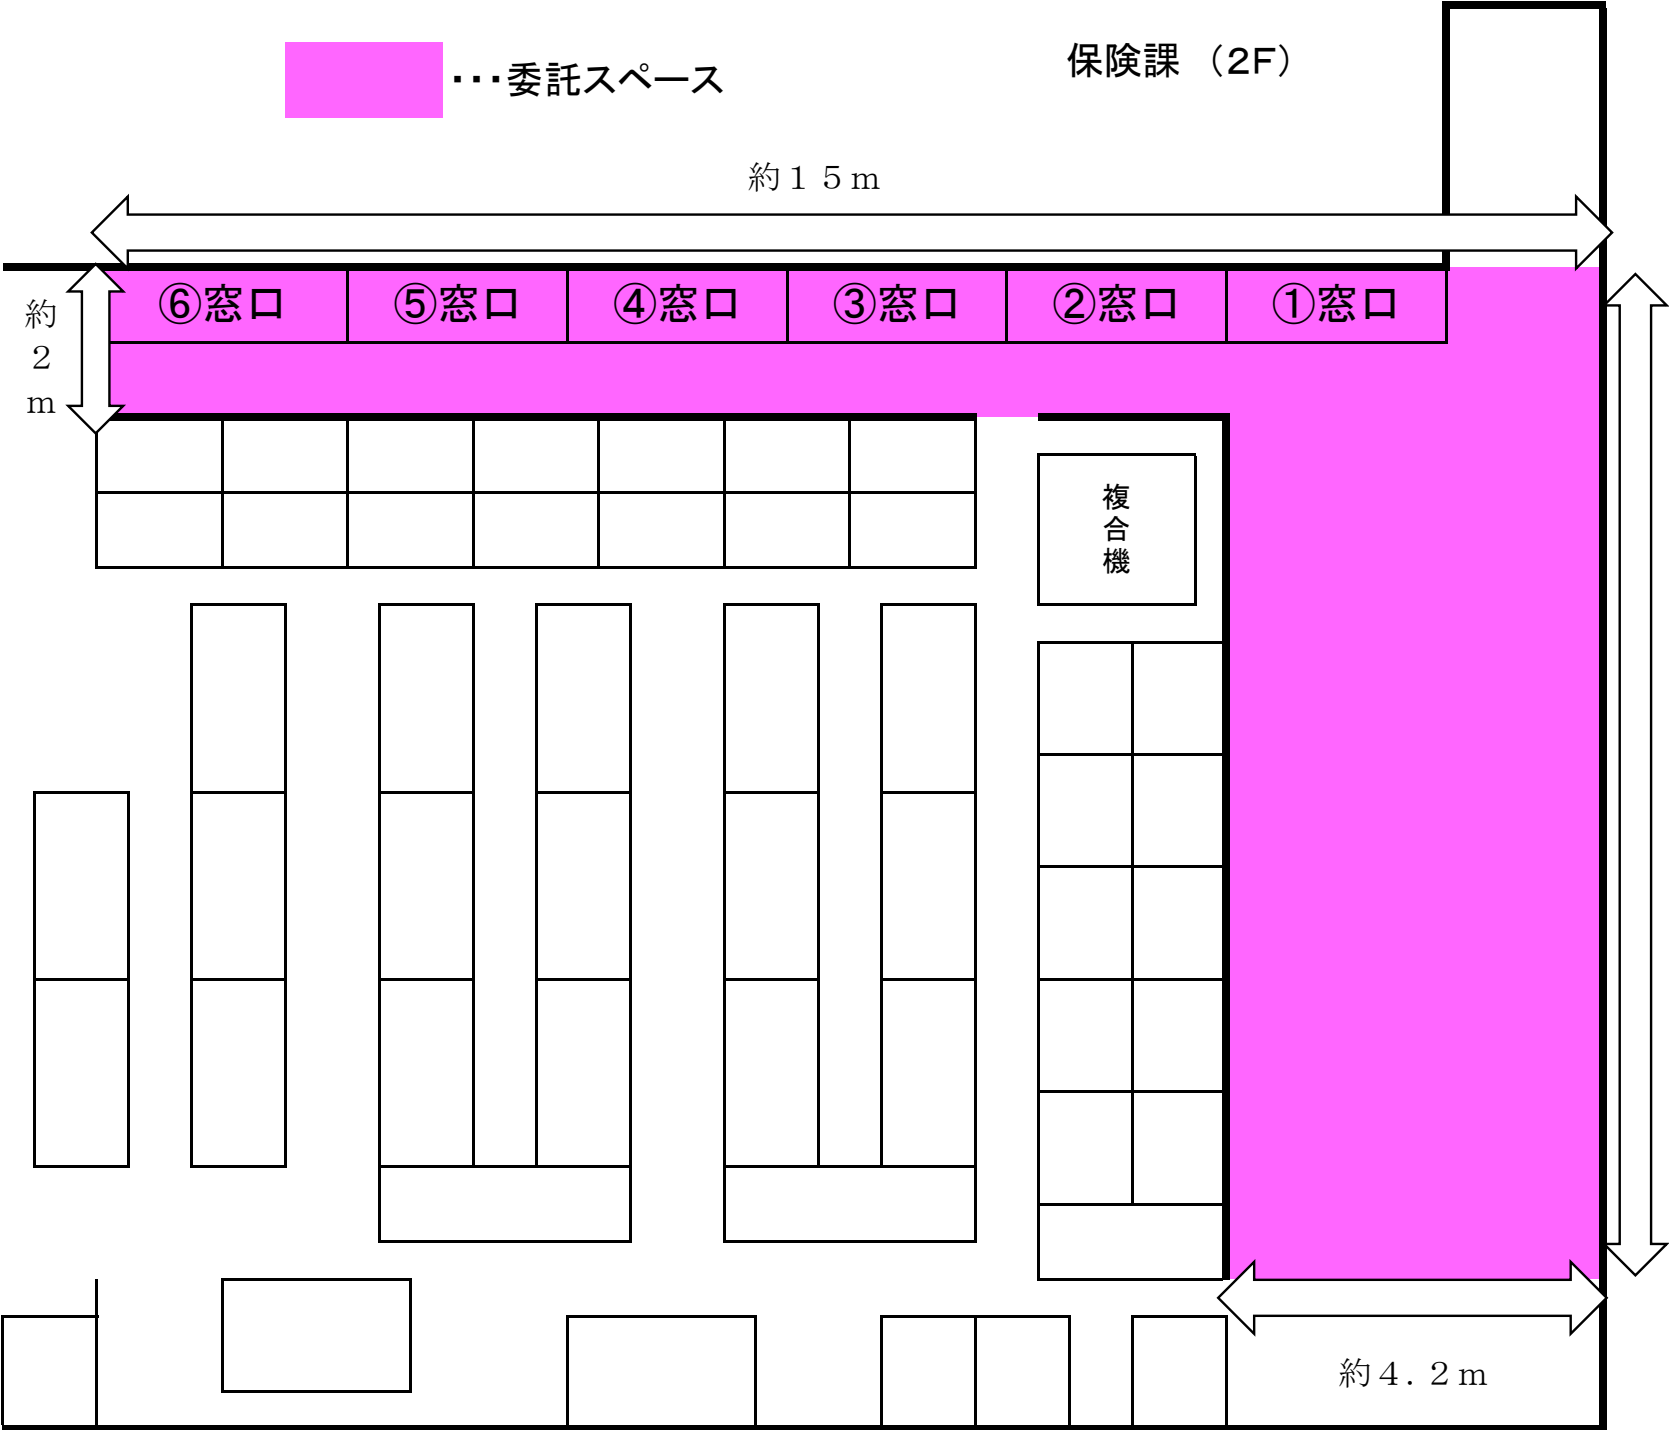 保険課 （２Ｆ）
･･･委託スペース
約１５ｍ
約２ｍ
⑥窓口
⑤窓口
④窓口
③窓口
②窓口
①窓口
複合機
約４．２ｍ